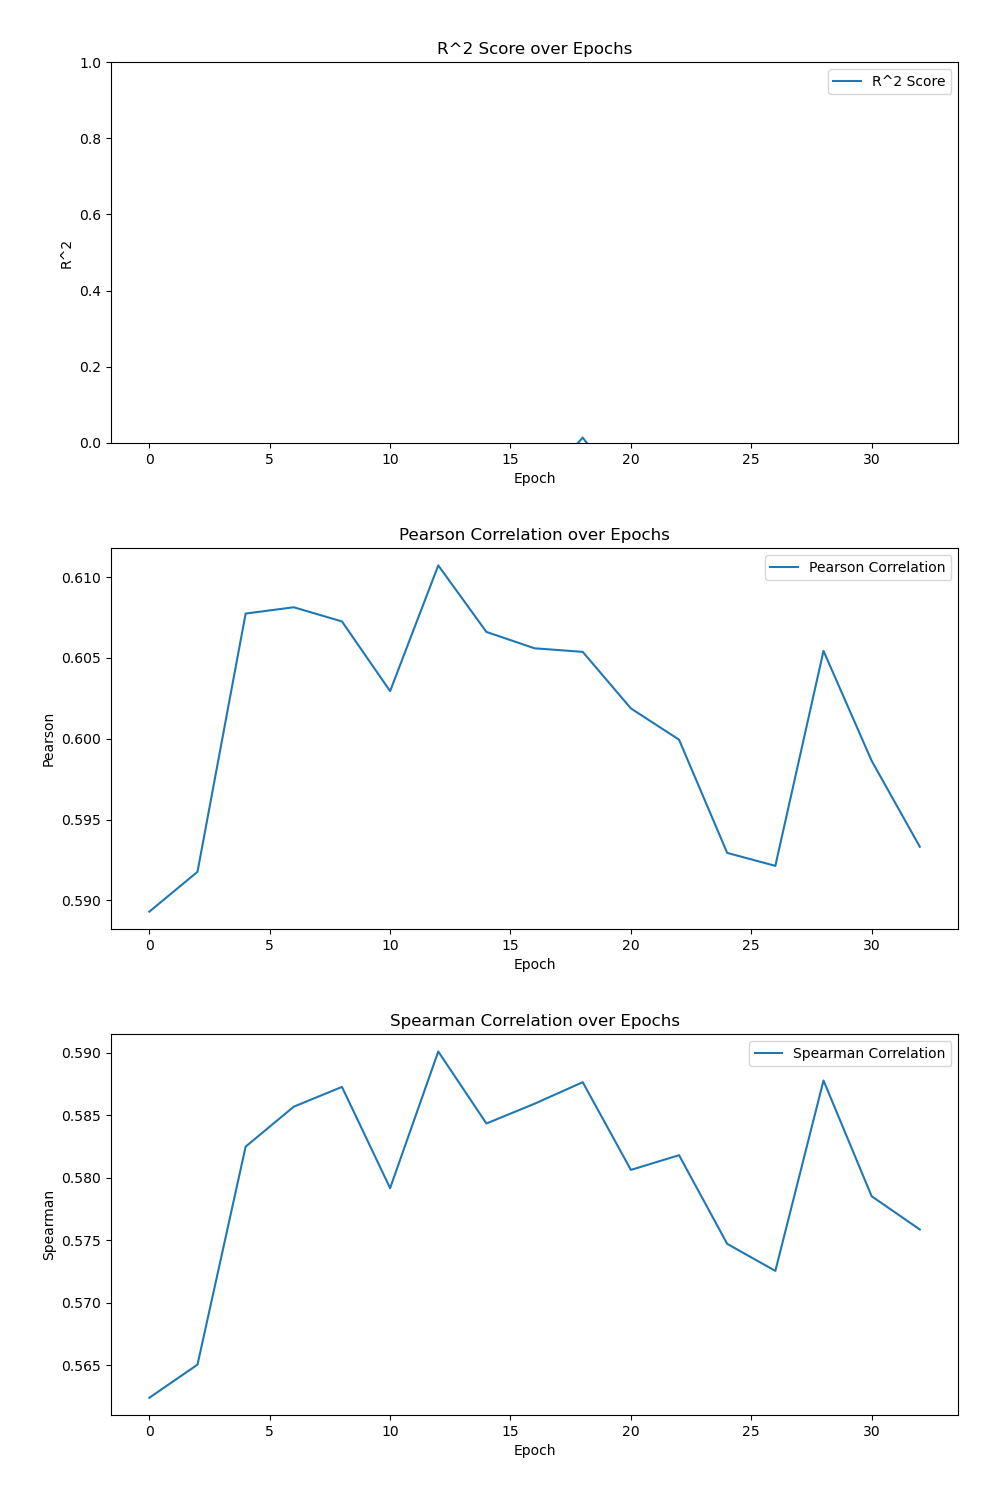 R^2 Score over Epochs
1.0
R^2 Score
0.8
0.6
R^2
0.4
0.2
0.0
0 5 10 15 20 25 30
Epoch
Pearson Correlation over Epochs
Pearson Correlation
0.610
0.605
Pearson
0.600
0.595
0.590
0 5 10 15 20 25 30
Epoch
Spearman Correlation over Epochs
Spearman Correlation
0.590
0.585
0.580
Spearman
0.575
0.570
0.565
0 5 10 15 20 25 30
Epoch